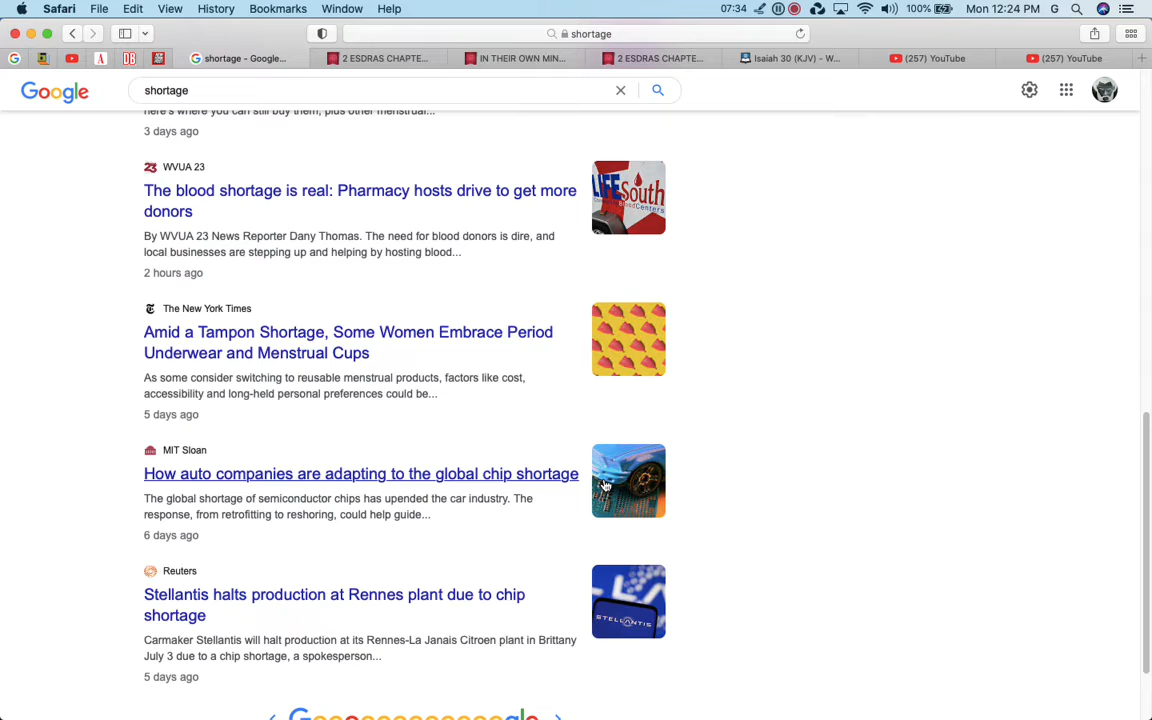 Safari File Edit View History Bookmarks Window Help 07:34 100% Mon 12:24 PM G
shortage
shortage - Google... 2 ESDRAS CHAPTE... IN THEIR OWN MIN... 2 ESDRAS CHAPTE... Isaiah 30 (KJV) - W... (257) YouTube (257) YouTube
Google shortage
here's where you can still buy them, plus other menstrual...
3 days ago
23 WVUA 23
The blood shortage is real: Pharmacy hosts drive to get more
donors
By WVUA 23 News Reporter Dany Thomas. The need for blood donors is dire, and
local businesses are stepping up and helping by hosting blood...
2 hours ago
LIFE South
The New York Times
Amid a Tampon Shortage, Some Women Embrace Period
Underwear and Menstrual Cups
As some consider switching to reusable menstrual products, factors like cost,
accessibility and long-held personal preferences could be...
5 days ago
MIT Sloan
How auto companies are adapting to the global chip shortage
The global shortage of semiconductor chips has upended the car industry. The
response, from retrofitting to reshoring, could help guide...
6 days ago
Reuters
Stellantis halts production at Rennes plant due to chip
shortage
Carmaker Stellantis will halt production at its Rennes-La Janais Citroen plant in Brittany
July 3 due to a chip shortage, a spokesperson...
5 days ago
STELLANTIS